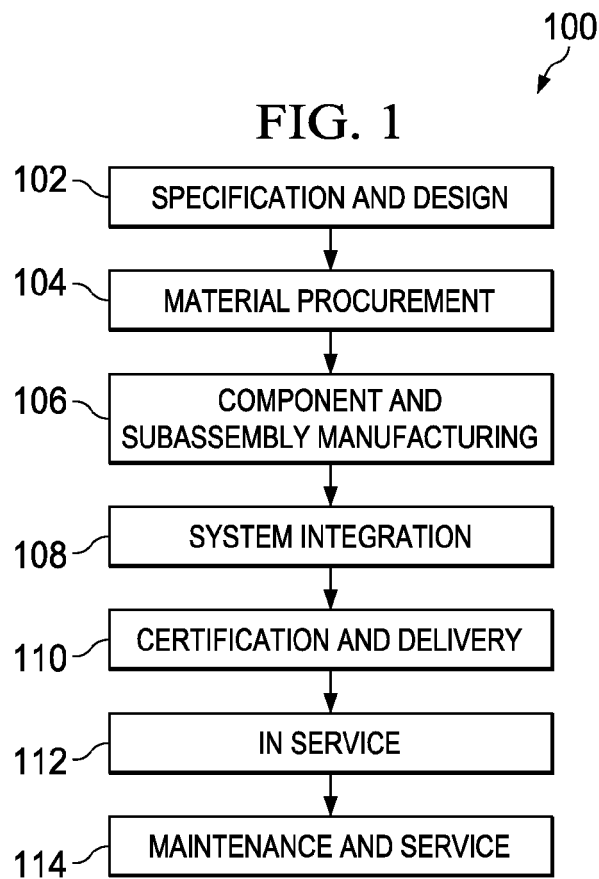 100
FIG. 1
102
SPECIFICATION AND DESIGN
104
MATERIAL PROCUREMENT
106
COMPONENT AND
SUBASSEMBLY MANUFACTURING
108
SYSTEM INTEGRATION
110
CERTIFICATION AND DELIVERY
112
IN SERVICE
114
MAINTENANCE AND SERVICE